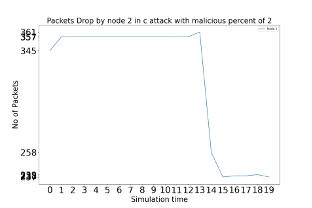 Packets Drop by node 2 in c attack with malicious percent of 2
361
357
345
258
No of Packets
0 1 2 3 4 5 6 7 8 9 10 11 12 13 14 15 16 17 18 19
Simulation time